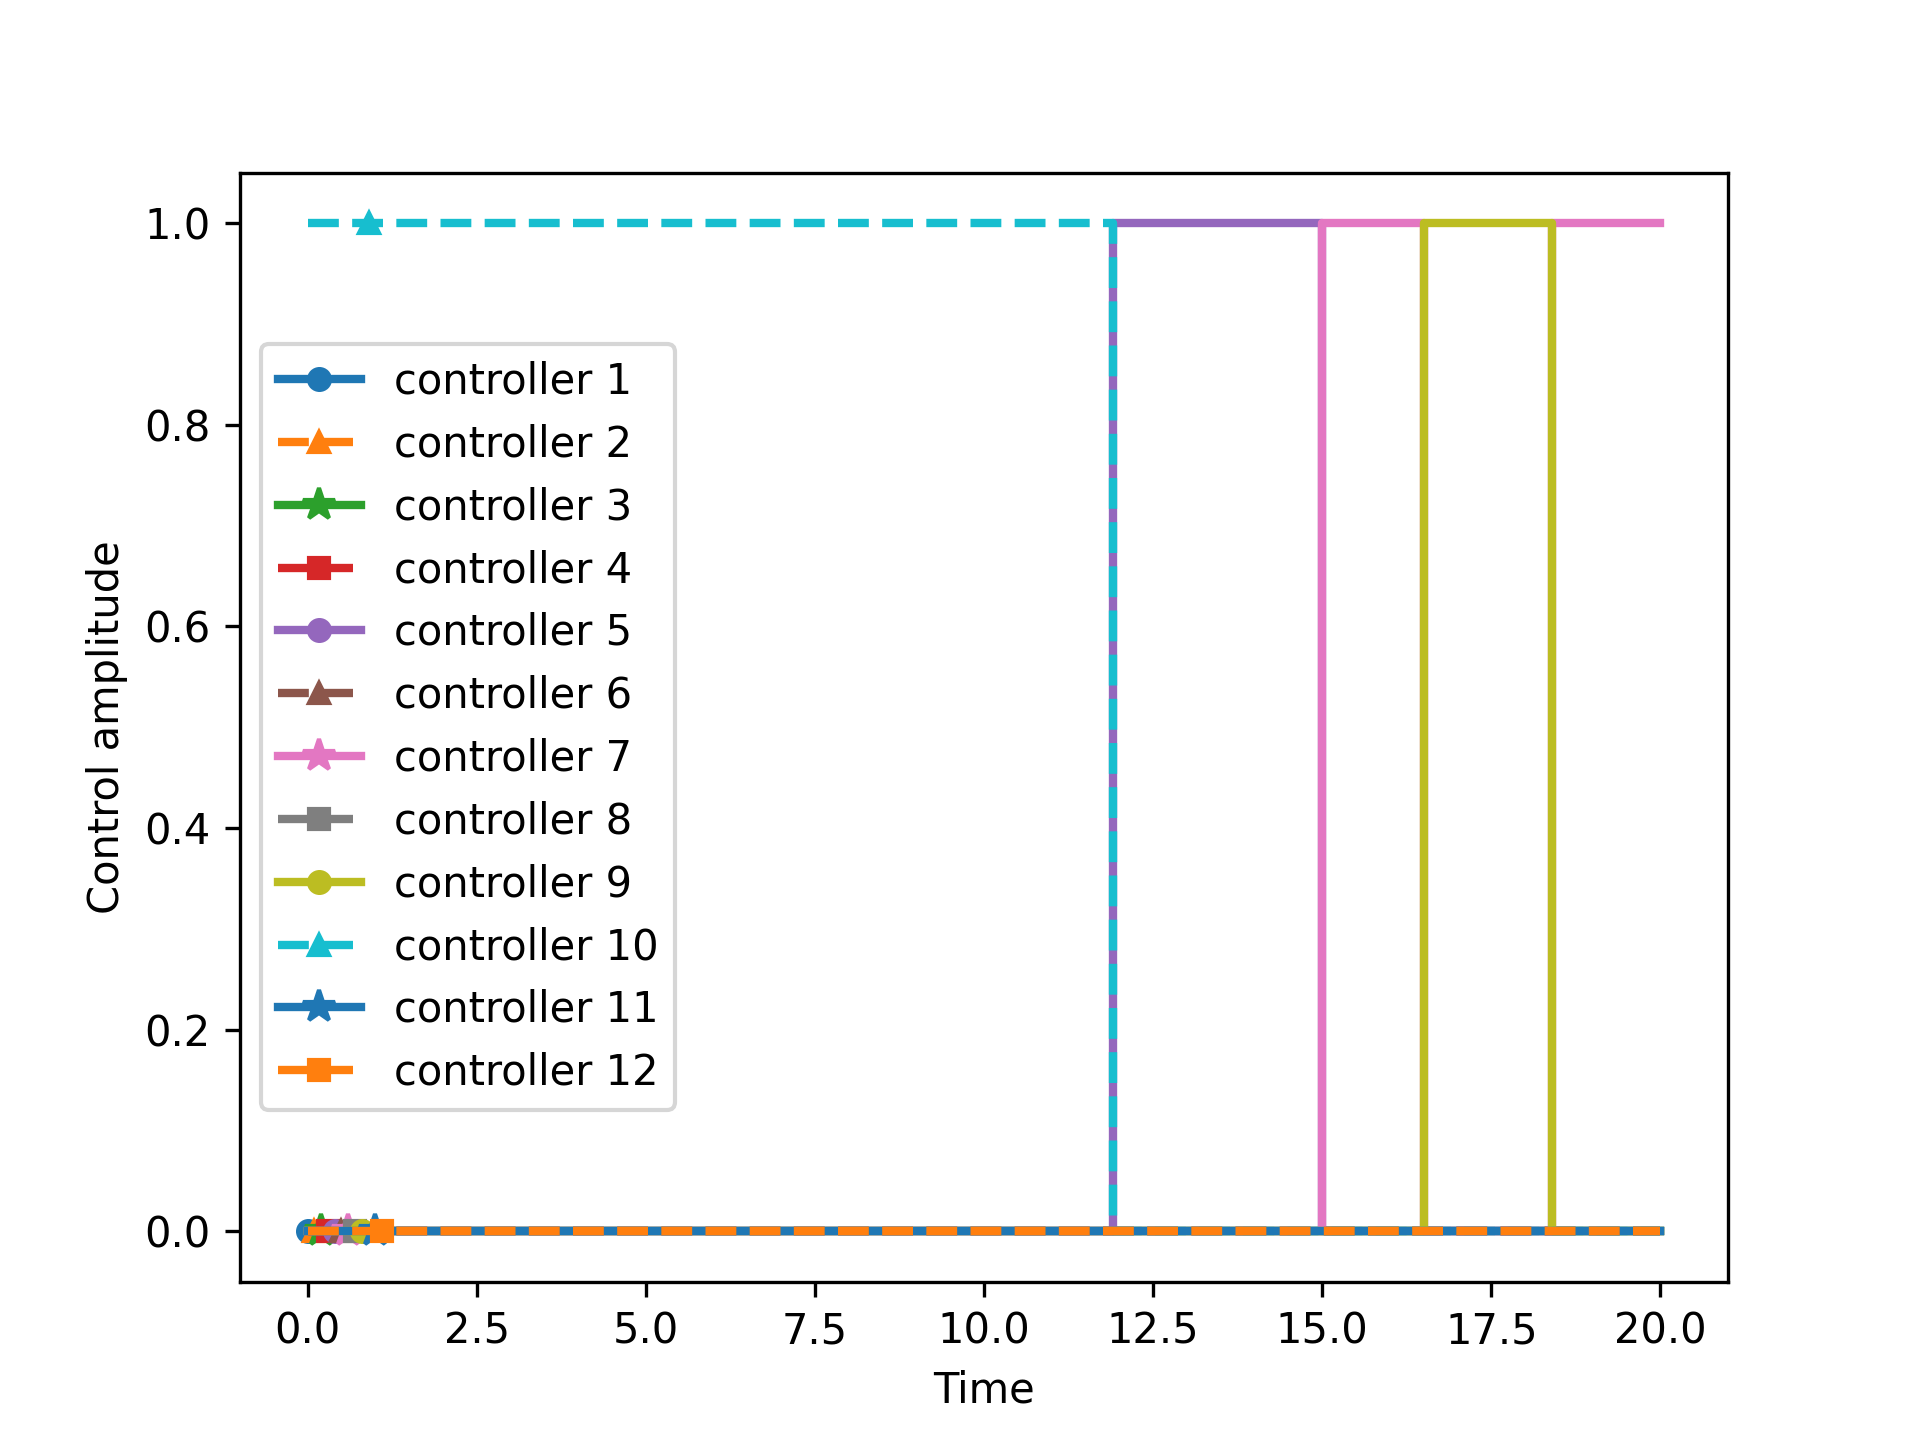 1.0
0.8
0.6
0.4
0.2
0.0
Control amplitude
controller 1
controller 2
controller 3
controller 4
controller 5
controller 6
controller 7
controller 8
controller 9
controller 10
controller 11
controller 12
0.0 2.5 5.0 7.5 10.0 12.5 15.0 17.5 20.0
Time